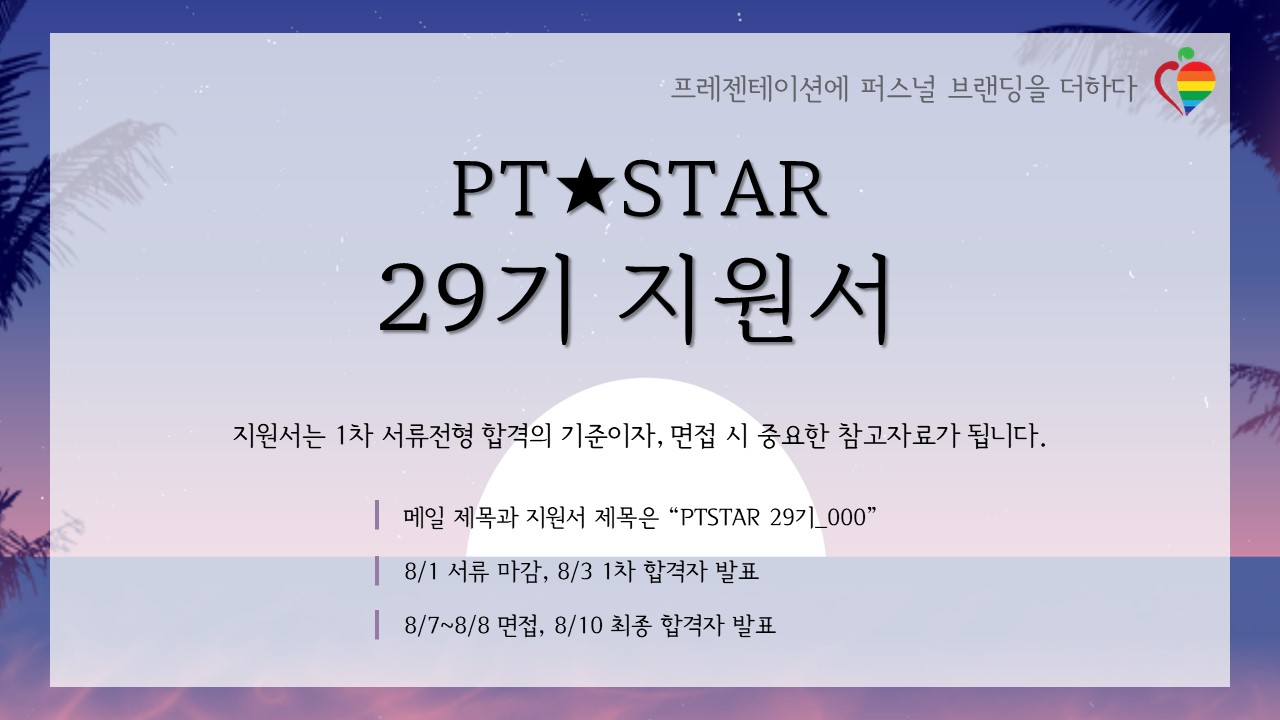 프레젠테이션에 퍼스널 브랜딩을 더하다
PT★STAR
29기 지원서
지원서는 1차 서류전형 합격의 기준이자, 면접 시 중요한 참고자료가 됩니다.
메일 제목과 지원서 제목은 “PTSTAR 29기_000”
8/1 서류 마감, 8/3 1차 합격자 발표
8/7~8/8 면접, 8/10 최종 합격자 발표